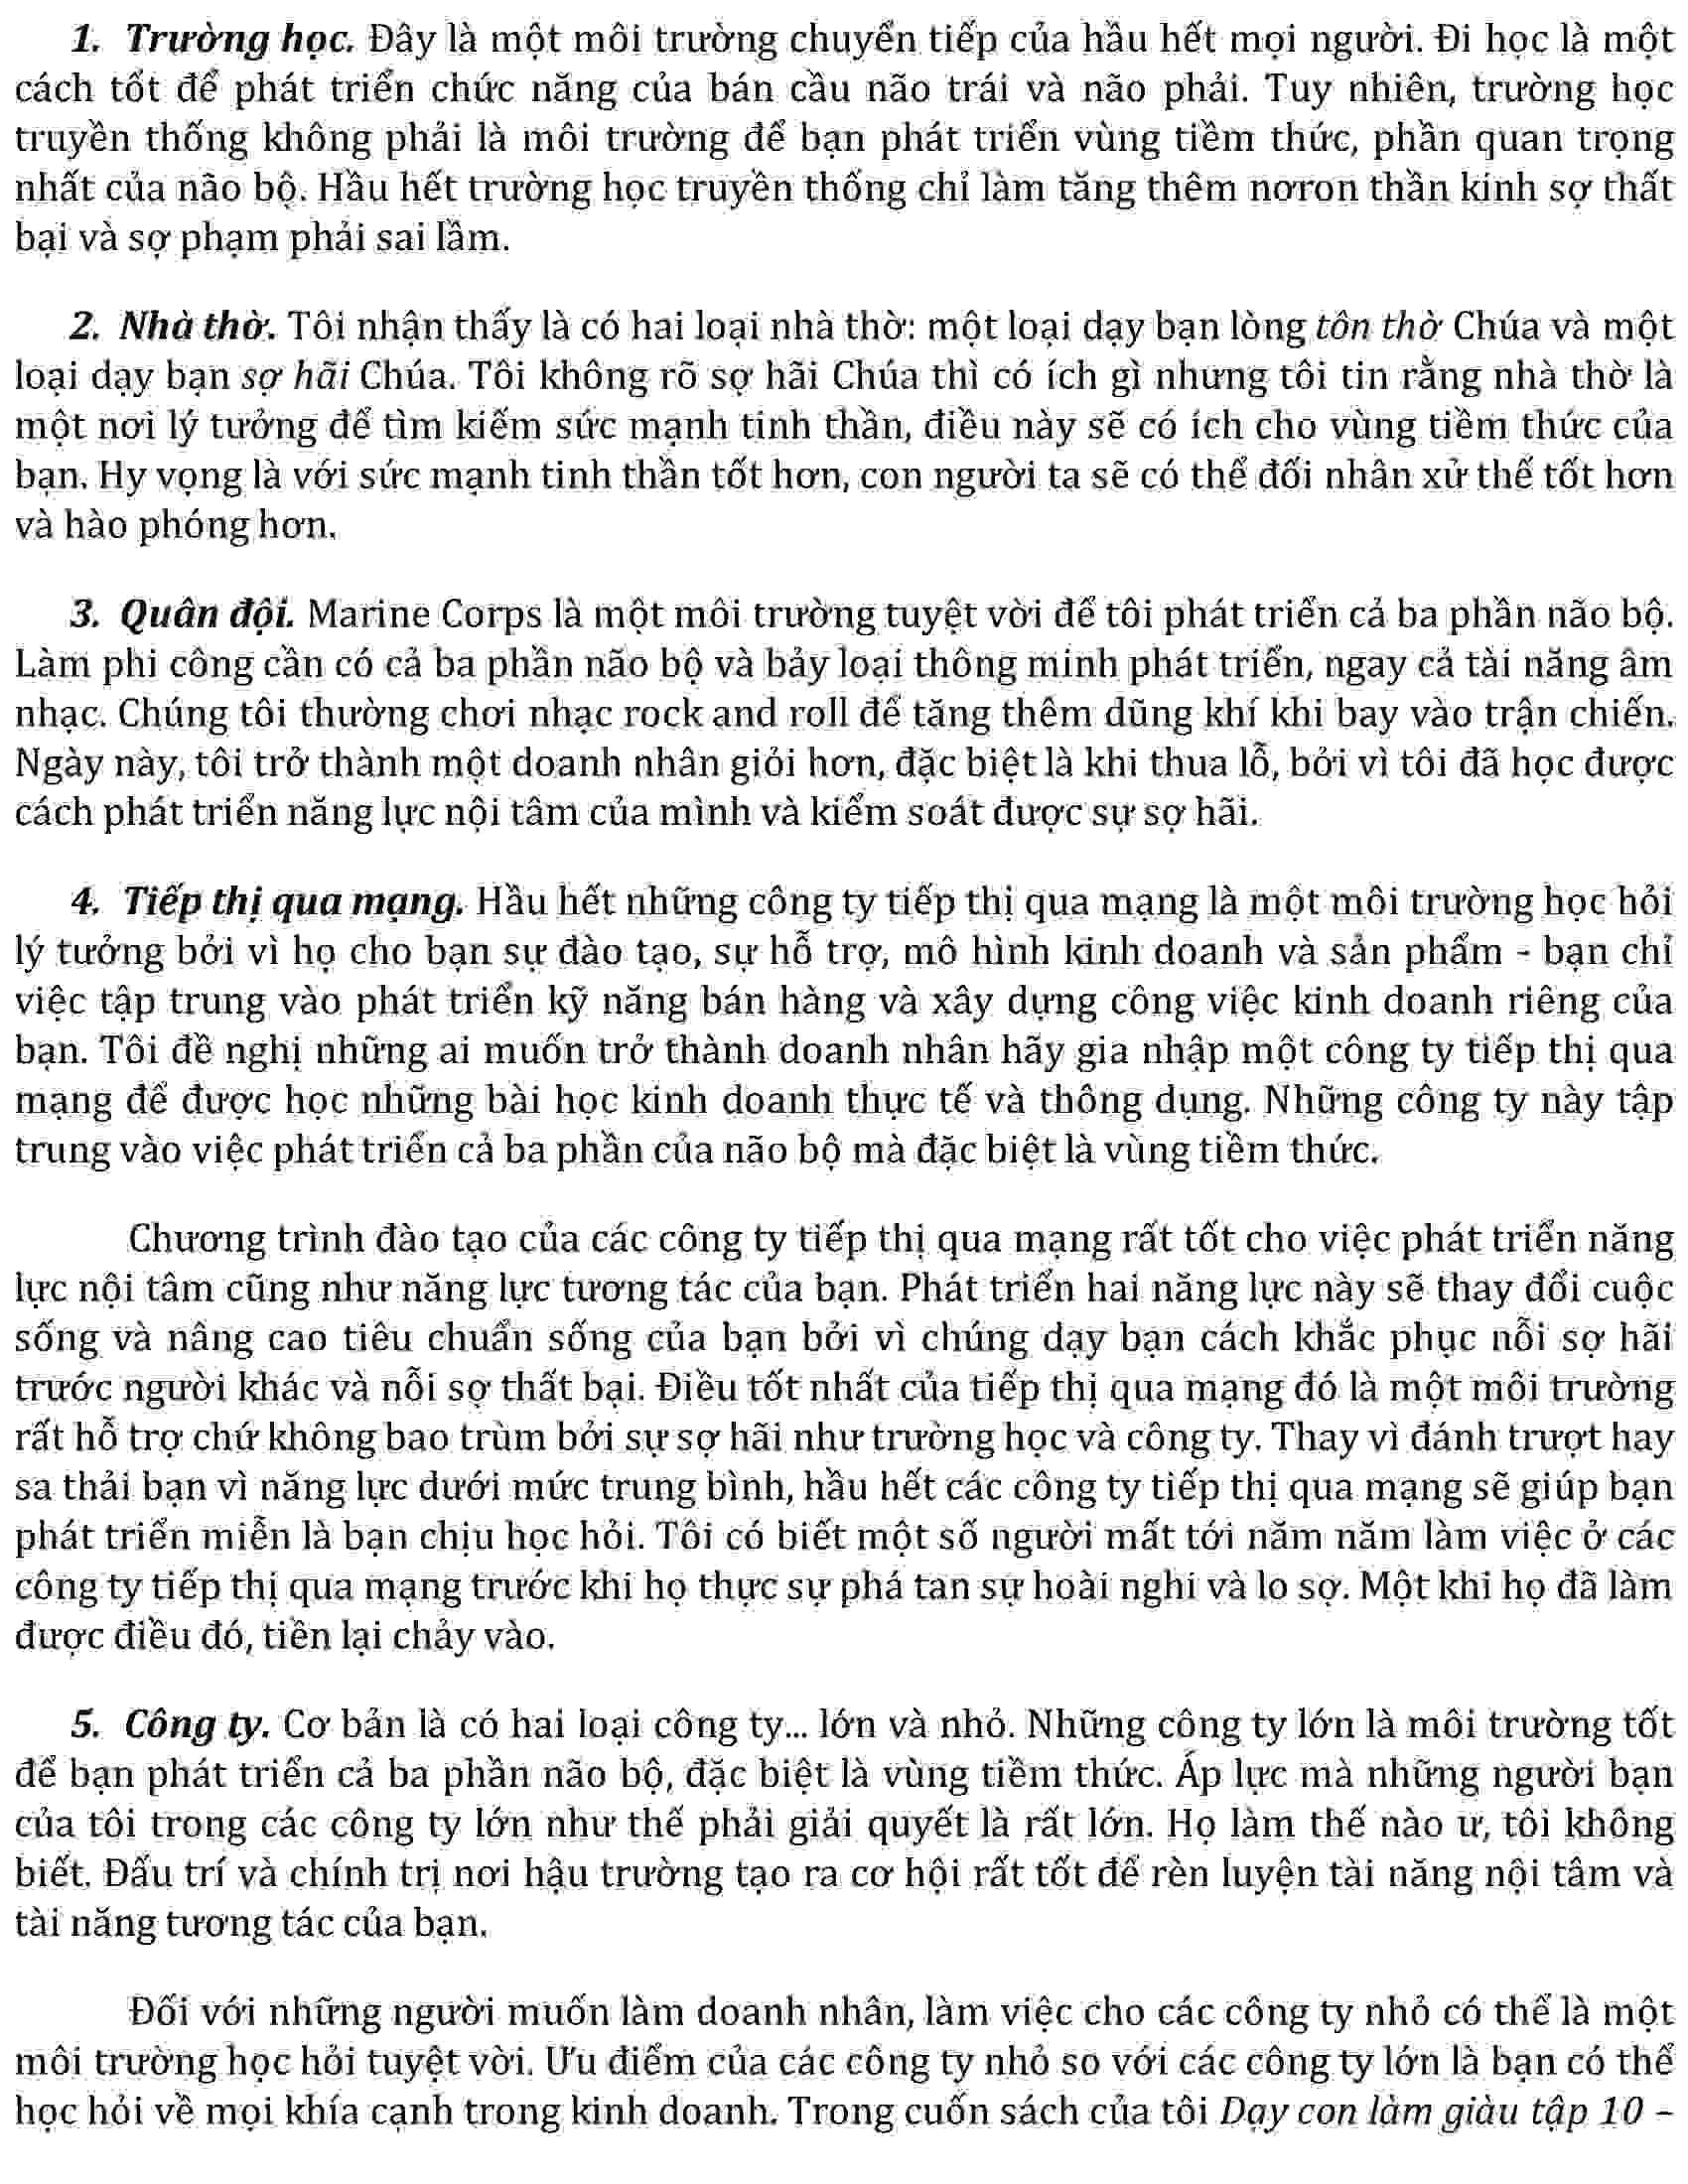 1. Trường học. Đây là một môi trường chuyển tiếp của hầu hết mọi người. Đi học là một
cách tốt để phát triển chức năng của bán cầu não trái và não phải. Tuy nhiên, trường học
truyền thống không phải là môi trường để bạn phát triển vùng tiềm thức, phần quan trọng
nhất của não bộ. Hầu hết trường học truyền thống chỉ làm tăng thêm nơron thần kinh sợ thất
bại và sợ phạm phải sai lầm.
2. Nhà thờ. Tôi nhận thấy là có hai loại nhà thờ: một loại dạy bạn lòng tôn thờ Chúa và một
loại dạy bạn sợ hãi Chúa. Tôi không rõ sợ hãi Chúa thì có ích gì nhưng tôi tin rằng nhà thờ là
một nơi lý tưởng để tìm kiếm sức mạnh tinh thần, điều này sẽ có ích cho vùng tiềm thức của
bạn. Hy vọng là với sức mạnh tinh thần tốt hơn, con người ta sẽ có thể đối nhân xử thế tốt hơn
và hào phóng hơn.
3. Quân đội. Marine Corps là một môi trường tuyệt vời để tôi phát triển cả ba phần não bộ.
Làm phi công cần có cả ba phần não bộ và bảy loại thông minh phát triển, ngay cả tài năng âm
nhạc. Chúng tôi thường chơi nhạc rock and roll để tăng thêm dũng khí khi bay vào trận chiến.
Ngày này, tôi trở thành một doanh nhân giỏi hơn, đặc biệt là khi thua lỗ, bởi vì tôi đã học được
cách phát triển năng lực nội tâm của mình và kiểm soát được sự sợ hãi.
4. Tiếp thị qua mạng. Hầu hết những công ty tiếp thị qua mạng là một môi trường học hỏi
lý tưởng bởi vì họ cho bạn sự đào tạo, sự hỗ trợ, mô hình kinh doanh và sản phẩm - bạn chỉ
việc tập trung vào phát triển kỹ năng bán hàng và xây dựng công việc kinh doanh riêng của
bạn. Tôi đề nghị những ai muốn trở thành doanh nhân hãy gia nhập một công ty tiếp thị qua
mạng để được học những bài học kinh doanh thực tế và thông dụng. Những công ty này tập
trung vào việc phát triển cả ba phần của não bộ mà đặc biệt là vùng tiềm thức.
Chương trình đào tạo của các công ty tiếp thị qua mạng rất tốt cho việc phát triển năng
lực nội tâm cũng như năng lực tương tác của bạn. Phát triển hai năng lực này sẽ thay đổi cuộc
sống và nâng cao tiêu chuẩn sống của bạn bởi vì chúng dạy bạn cách khắc phục nỗi sợ hãi
trước người khác và nỗi sợ thất bại. Điều tốt nhất của tiếp thị qua mạng đó là một môi trường
rất hỗ trợ chứ không bao trùm bởi sự sợ hãi như trường học và công ty. Thay vì đánh trượt hay
sa thải bạn vì năng lực dưới mức trung bình, hầu hết các công ty tiếp thị qua mạng sẽ giúp bạn
phát triển miễn là bạn chịu học hỏi. Tôi có biết một số người mất tới năm năm làm việc ở các
công ty tiếp thị qua mạng trước khi họ thực sự phá tan sự hoài nghi và lo sợ. Một khi họ đã làm
được điều đó, tiền lại chảy vào.
5. Công ty. Cơ bản là có hai loại công ty... lớn và nhỏ. Những công ty lớn là môi trường tốt
để bạn phát triển cả ba phần não bộ, đặc biệt là vùng tiềm thức. Áp lực mà những người bạn
của tôi trong các công ty lớn như thế phải giải quyết là rất lớn. Họ làm thế nào ư, tôi không
biết. Đấu trí và chính trị nơi hậu trường tạo ra cơ hội rất tốt để rèn luyện tài năng nội tâm và
tài năng tương tác của bạn.
Đối với những người muốn làm doanh nhân, làm việc cho các công ty nhỏ có thể là một
môi trường học hỏi tuyệt vời. Ưu điểm của các công ty nhỏ so với các công ty lớn là bạn có thể
học hỏi về mọi khía cạnh trong kinh doanh. Trong cuốn sách của tôi Dạy con làm giàu tập 10 –